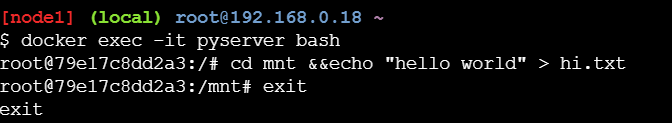 [node1] (local) root@192.168.0.18 ~
$ docker exec -it pyserver bash
root@79e17c8dd2a3:/# cd mnt &&echo "hello world" > hi.txt
root@79e17c8dd2a3:/mnt# exit
exit